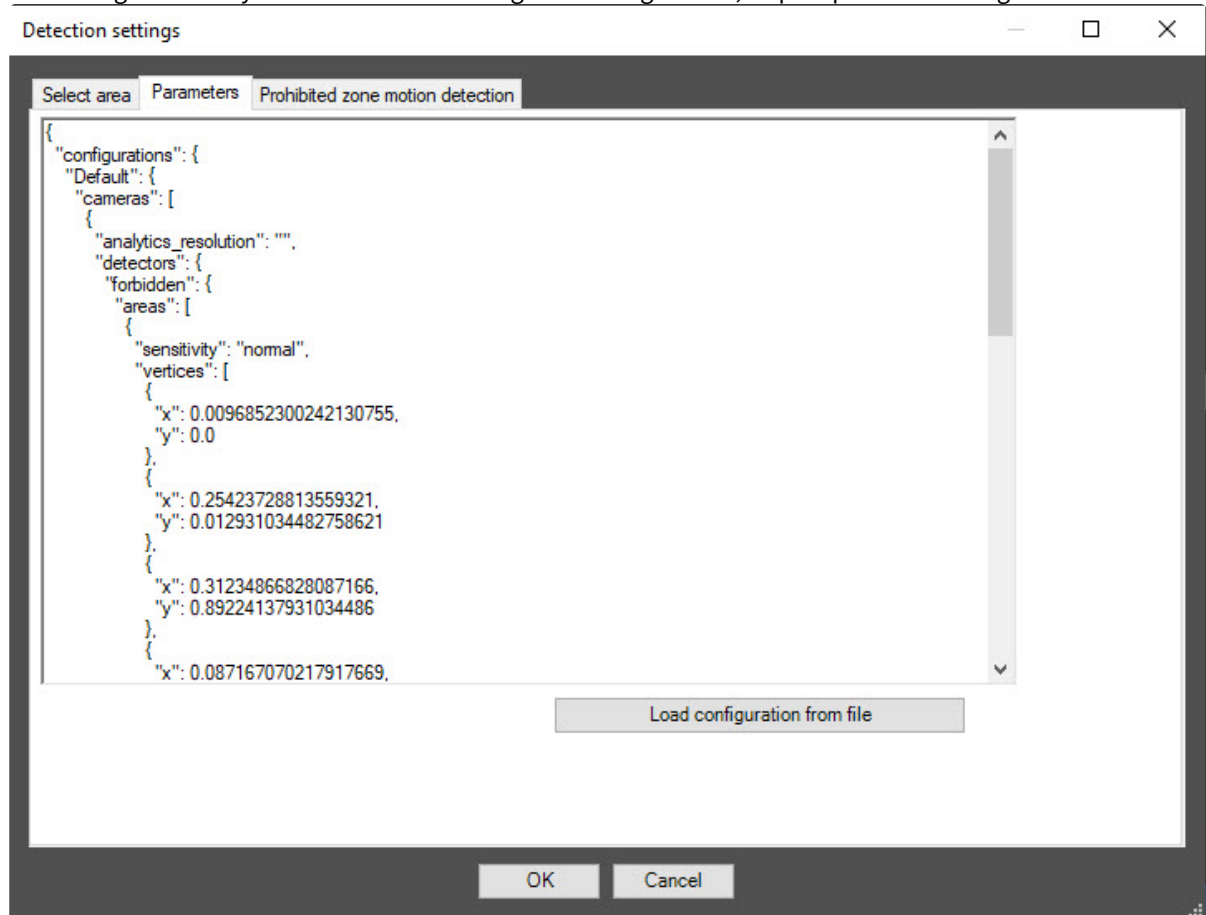 Detection settings
Select area Parameters Prohibited zone motion detection
{
"configurations": {
"Default": {
"cameras": [
{
"analytics_resolution": "",
"detectors": {
"forbidden": {
"areas": [
{
"sensitivity": "normal",
"vertices": [
{
"x": 0.0096852300242130755,
"y": 0.0
},
{
"x": 0.25423728813559321,
"y": 0.012931034482758621
},
{
"x": 0.31234866828087166,
"y": 0.89224137931034486
},
{
"x": 0.087167070217917669,
Load configuration from file
OK Cancel